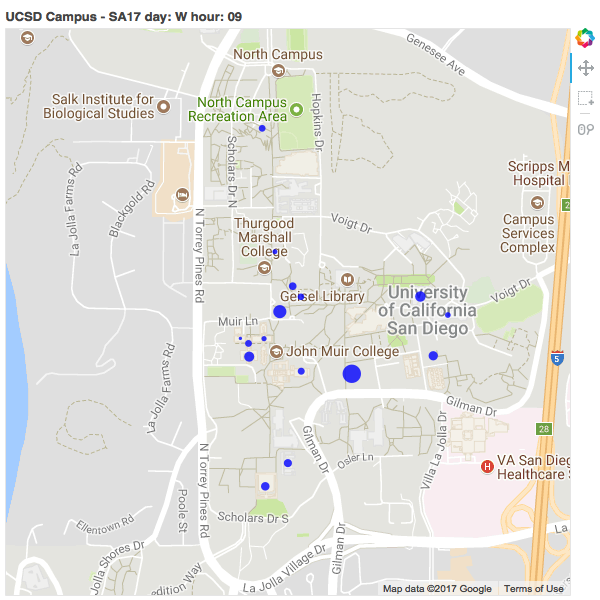 UCSD Campus - SA17 day: W hour: 09
Genesee Ave
North Campus
Salk Institute for
Biological Studies
North Campus
Recreation Area
Hopkins Dr
Scholars Dr N
Scripps M
Hospital
La Jolla Farms Rd
Blackgold Rd
N Torrey Pines Rd
Thurgood
Marshall
College
Voigt Dr
Campus
Services
Complex
Geisel Library
University
of California
San Diego
Voigt Dr
Muir Ln
John Muir College
La Jolla Farms Rd
5
Gilman Dr
28
Gilman Dr
Villa La Jolla Dr
Osler Ln
H
VA San Dieg
Healthcare S
N Torrey Pines Rd
Poole St
Ellentown Rd
Scholars Dr S
La Jolla Shores Dr
Gilman Dr
La
edition Way
La Jolla Village Dr
Map data ©2017 Google
Terms of Use